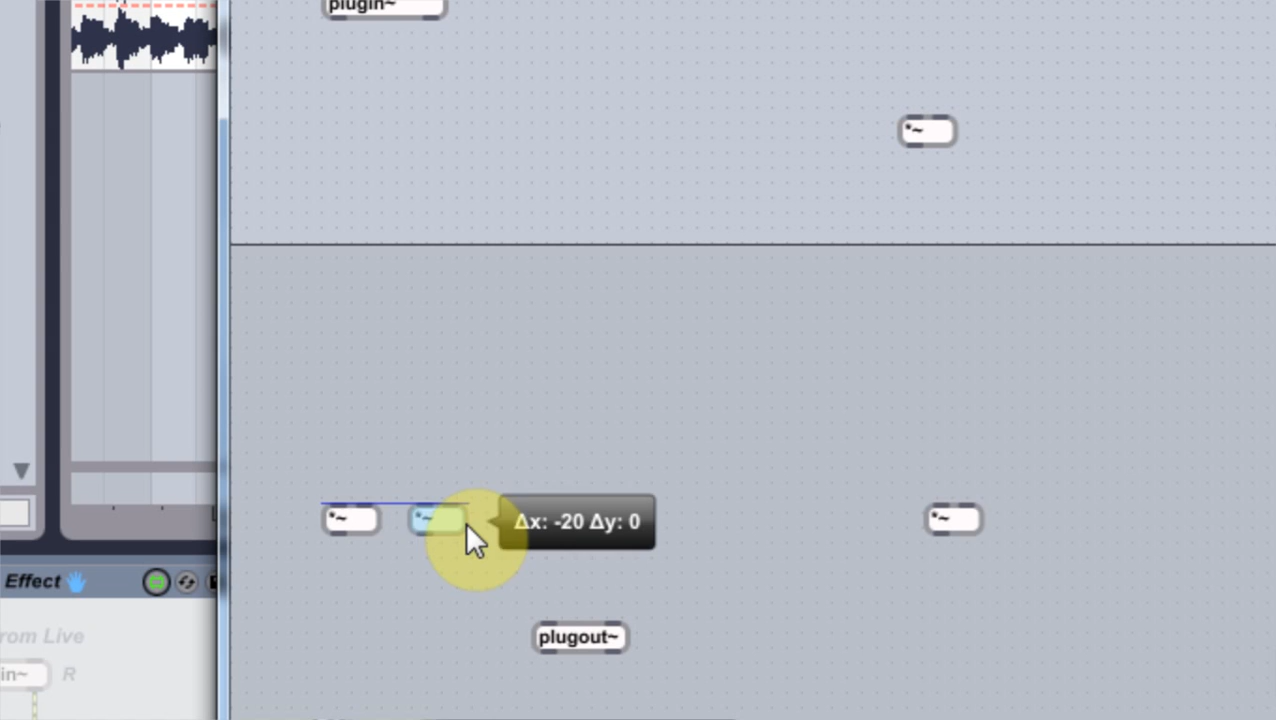 plugin~
*~
*~
*~
Δx: -20 Δy: 0
*~
plugout~
Effect
rom Live
in~
R